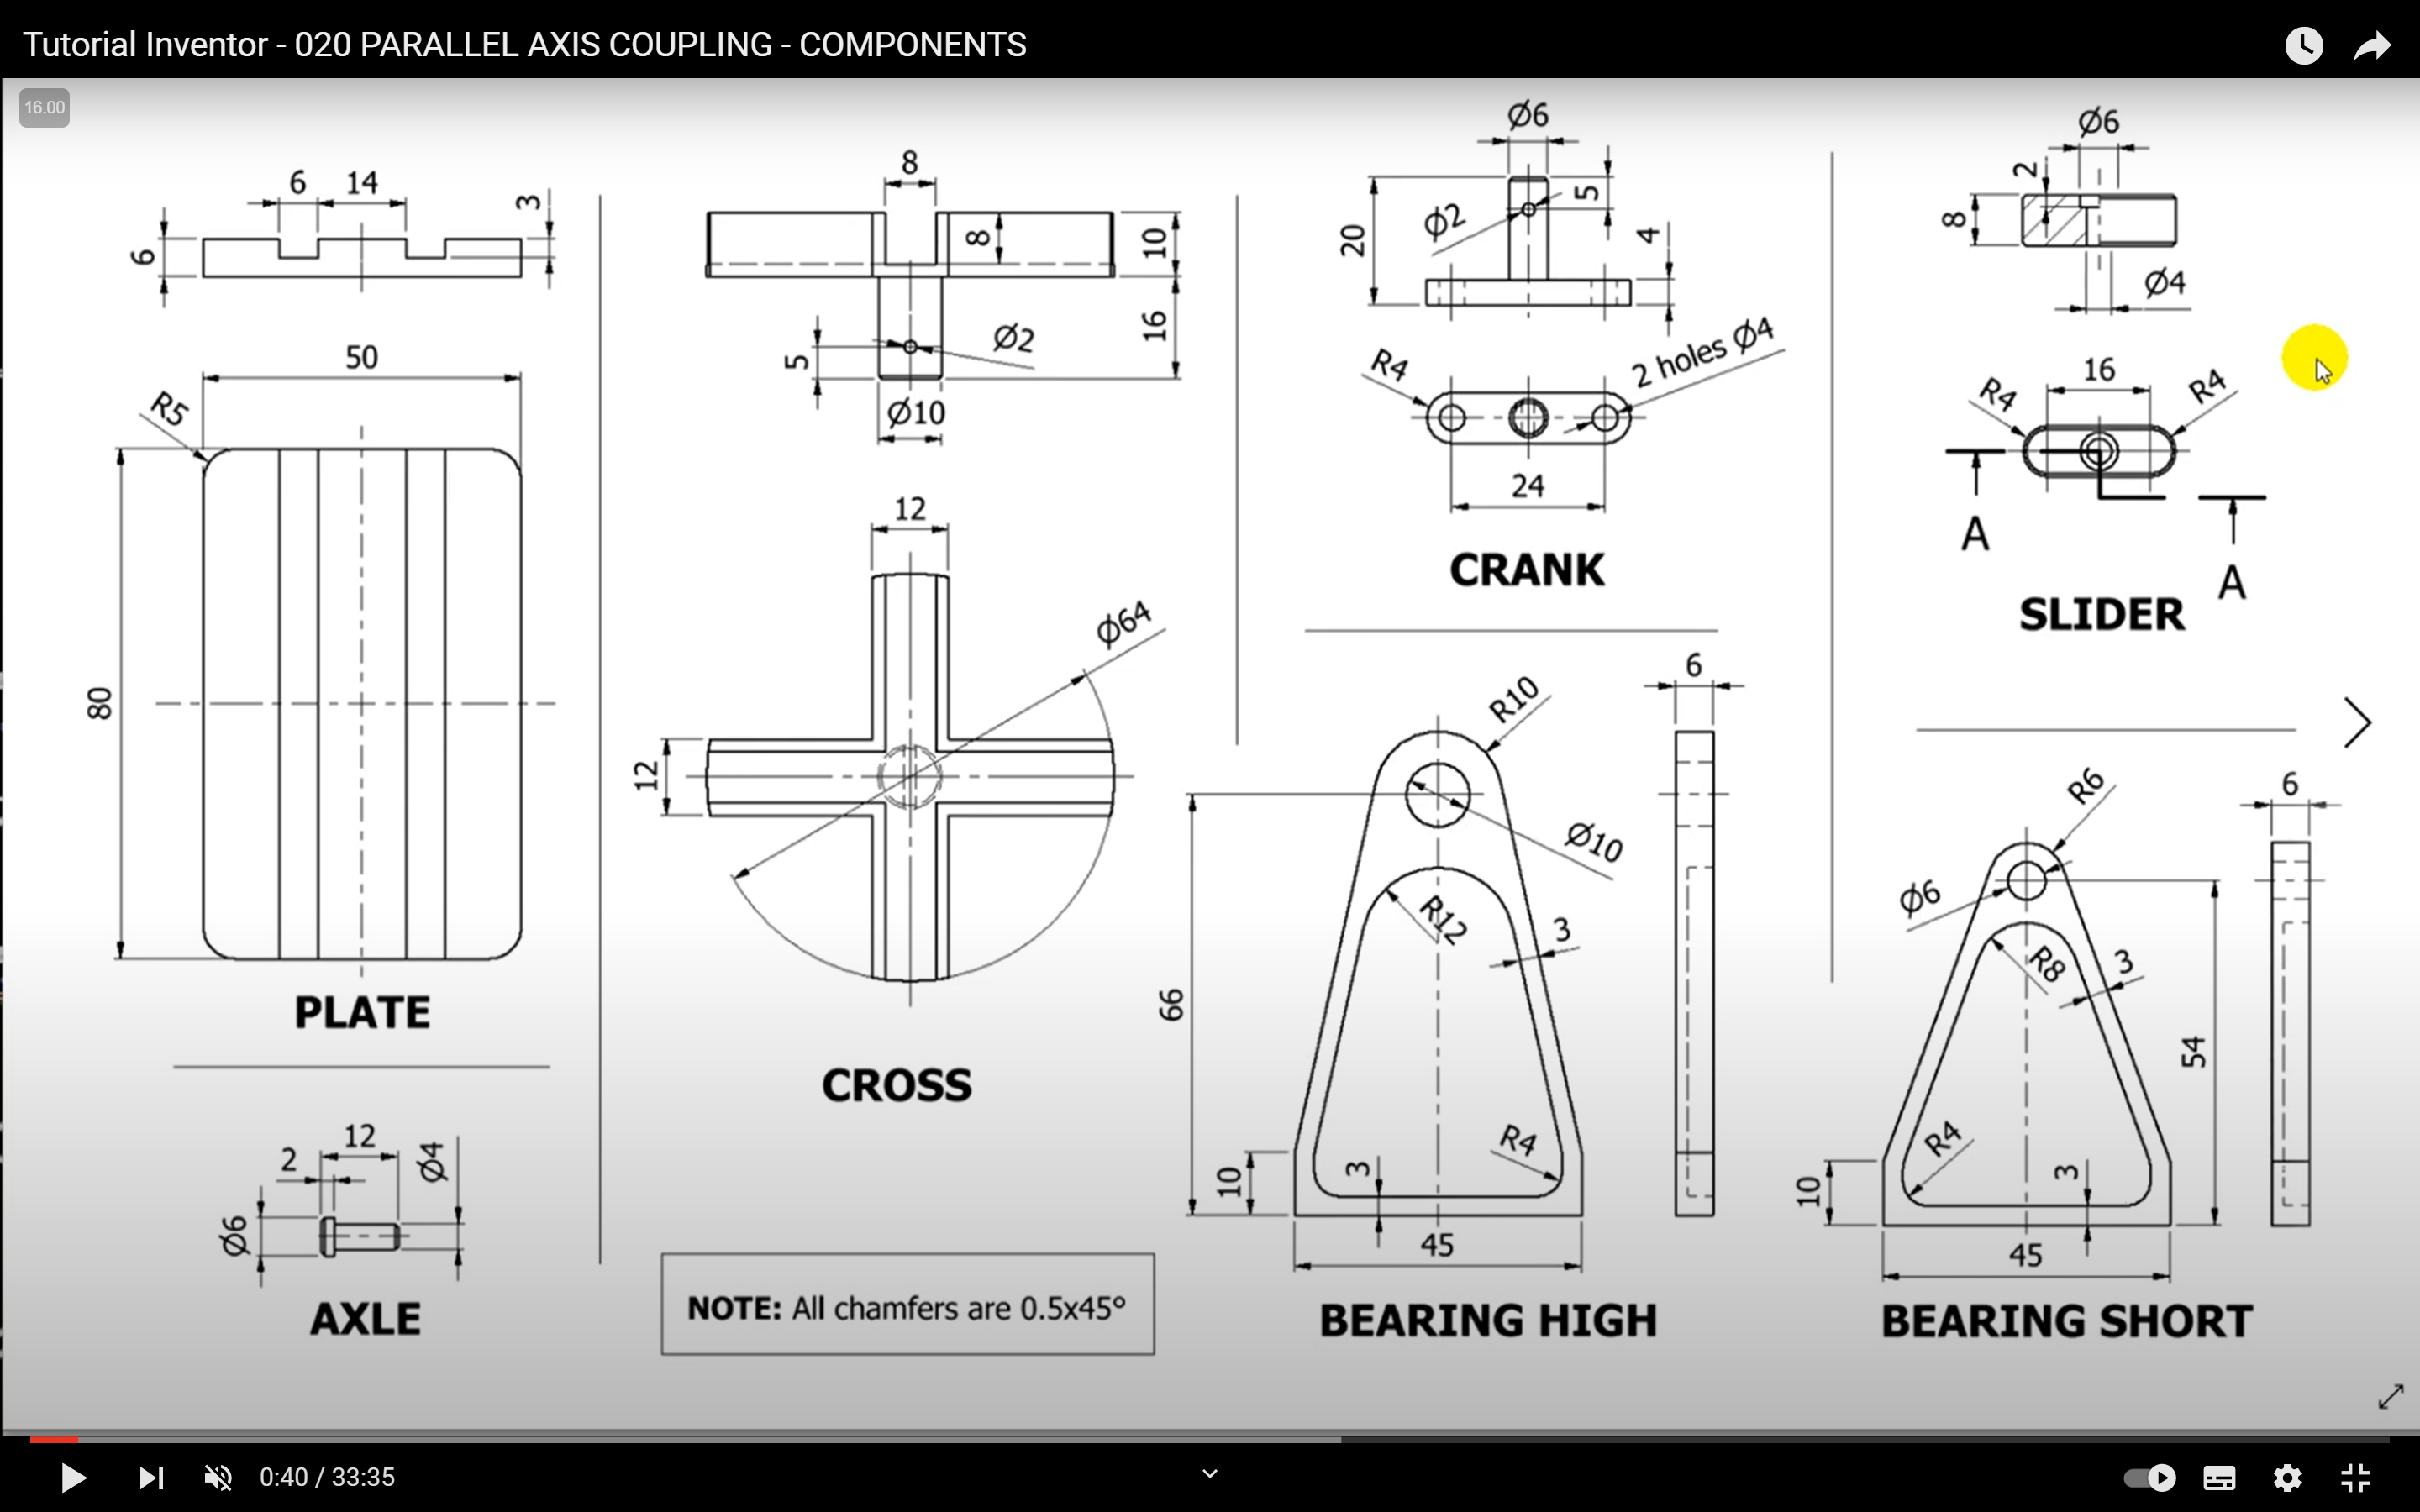 Tutorial Inventor - 020 PARALLEL AXIS COUPLING - COMPONENTS
16.00
6
14
3
6
50
R5
80
PLATE
2
12
Ø4
Ø6
AXLE
8
8
10
16
5
Ø2
Ø10
12
Ø64
12
CROSS
NOTE: All chamfers are 0.5x45°
Ø6
Ø2
5
20
4
R4
2 holes Ø4
24
CRANK
Ø6
2
8
Ø4
16
R4
R4
A
A
SLIDER
R10
6
Ø10
R12
3
66
R4
3
10
45
BEARING HIGH
R6
6
Ø6
R8
3
54
R4
3
10
45
BEARING SHORT
0:40 / 33:35